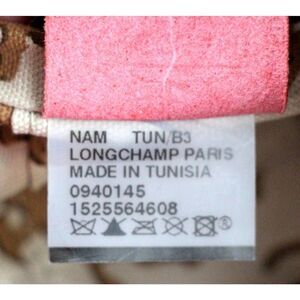 NAM TUN/B3
LONGCHAMP PARIS
MADE IN TUNISIA
0940145
1525564608
®